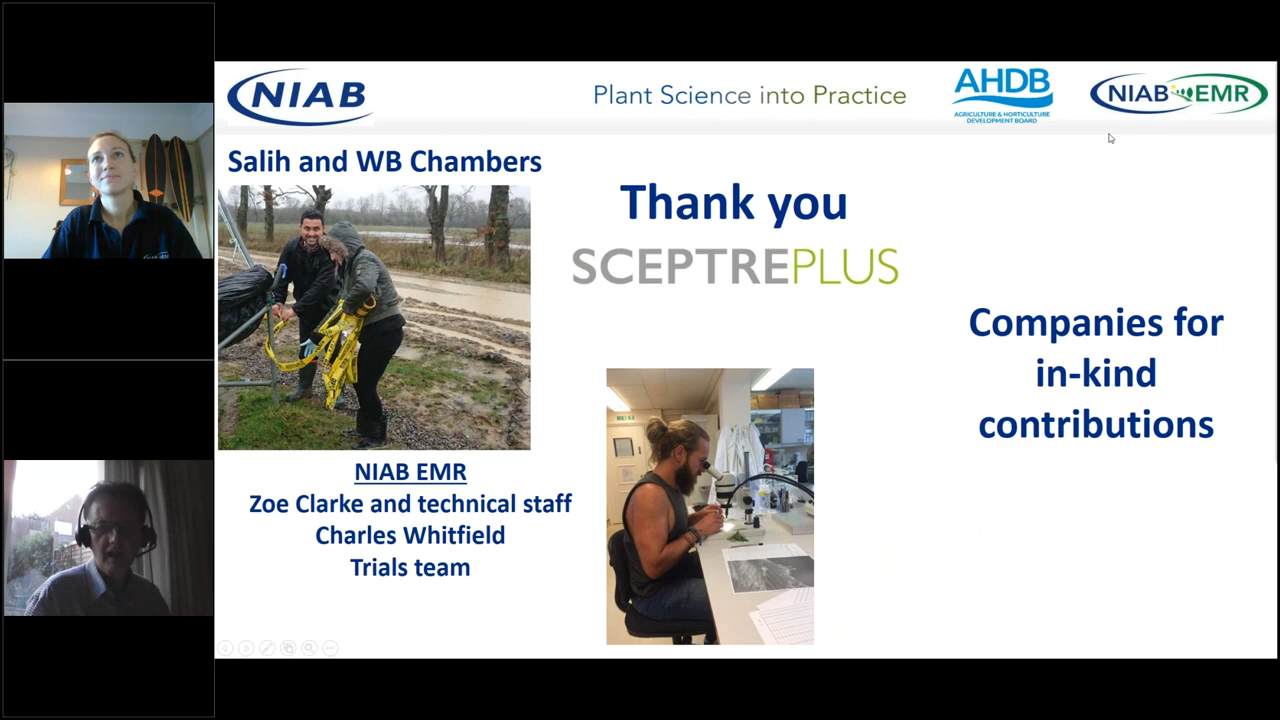 NIAB
Plant Science into Practice
AHDB
AGRICULTURE & HORTICULTURE
DEVELOPMENT BOARD
NIAB EMR
Salih and WB Chambers
Thank you
SCEPTREPLUS
Companies for
in-kind
contributions
NIAB EMR
Zoe Clarke and technical staff
Charles Whitfield
Trials team